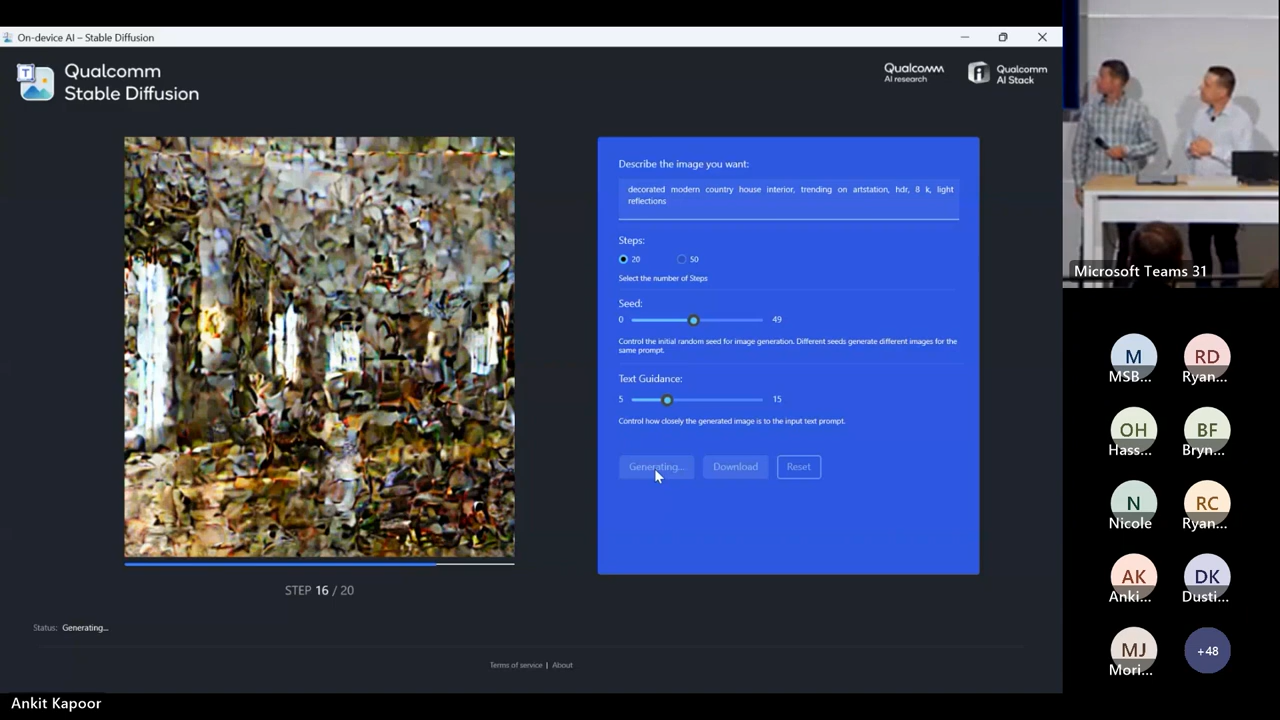 On-device AI – Stable Diffusion
Qualcomm
Stable Diffusion
Qualcomm
AI research
Qualcomm
AI Stack
Describe the image you want:
decorated modern country house interior, trending on artstation, hdr, 8 k, light
reflections
Steps:
20
50
Select the number of Steps
Seed:
0
49
Control the initial random seed for image generation. Different seeds generate different images for the
same prompt.
Text Guidance:
5
15
Control how closely the generated image is to the input text prompt.
Generating...
Download
Reset
STEP 16 / 20
Status: Generating...
Terms of service | About
Ankit Kapoor
Microsoft Teams 31
M
MSB...
RD
Ryan...
OH
Hass...
BF
Bryn...
N
Nicole
RC
Ryan...
AK
Anki...
DK
Dusti...
MJ
Mori...
+48